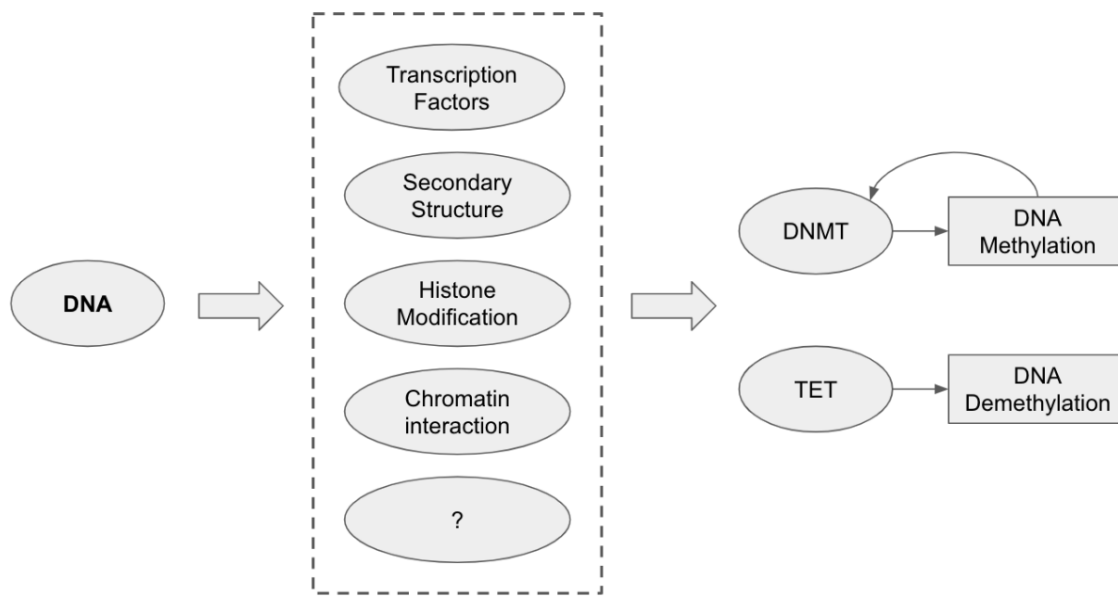 DNA
Transcription
Factors
Secondary
Structure
Histone
Modification
Chromatin
interaction
?
DNMT
DNA
Methylation
TET
DNA
Demethylation